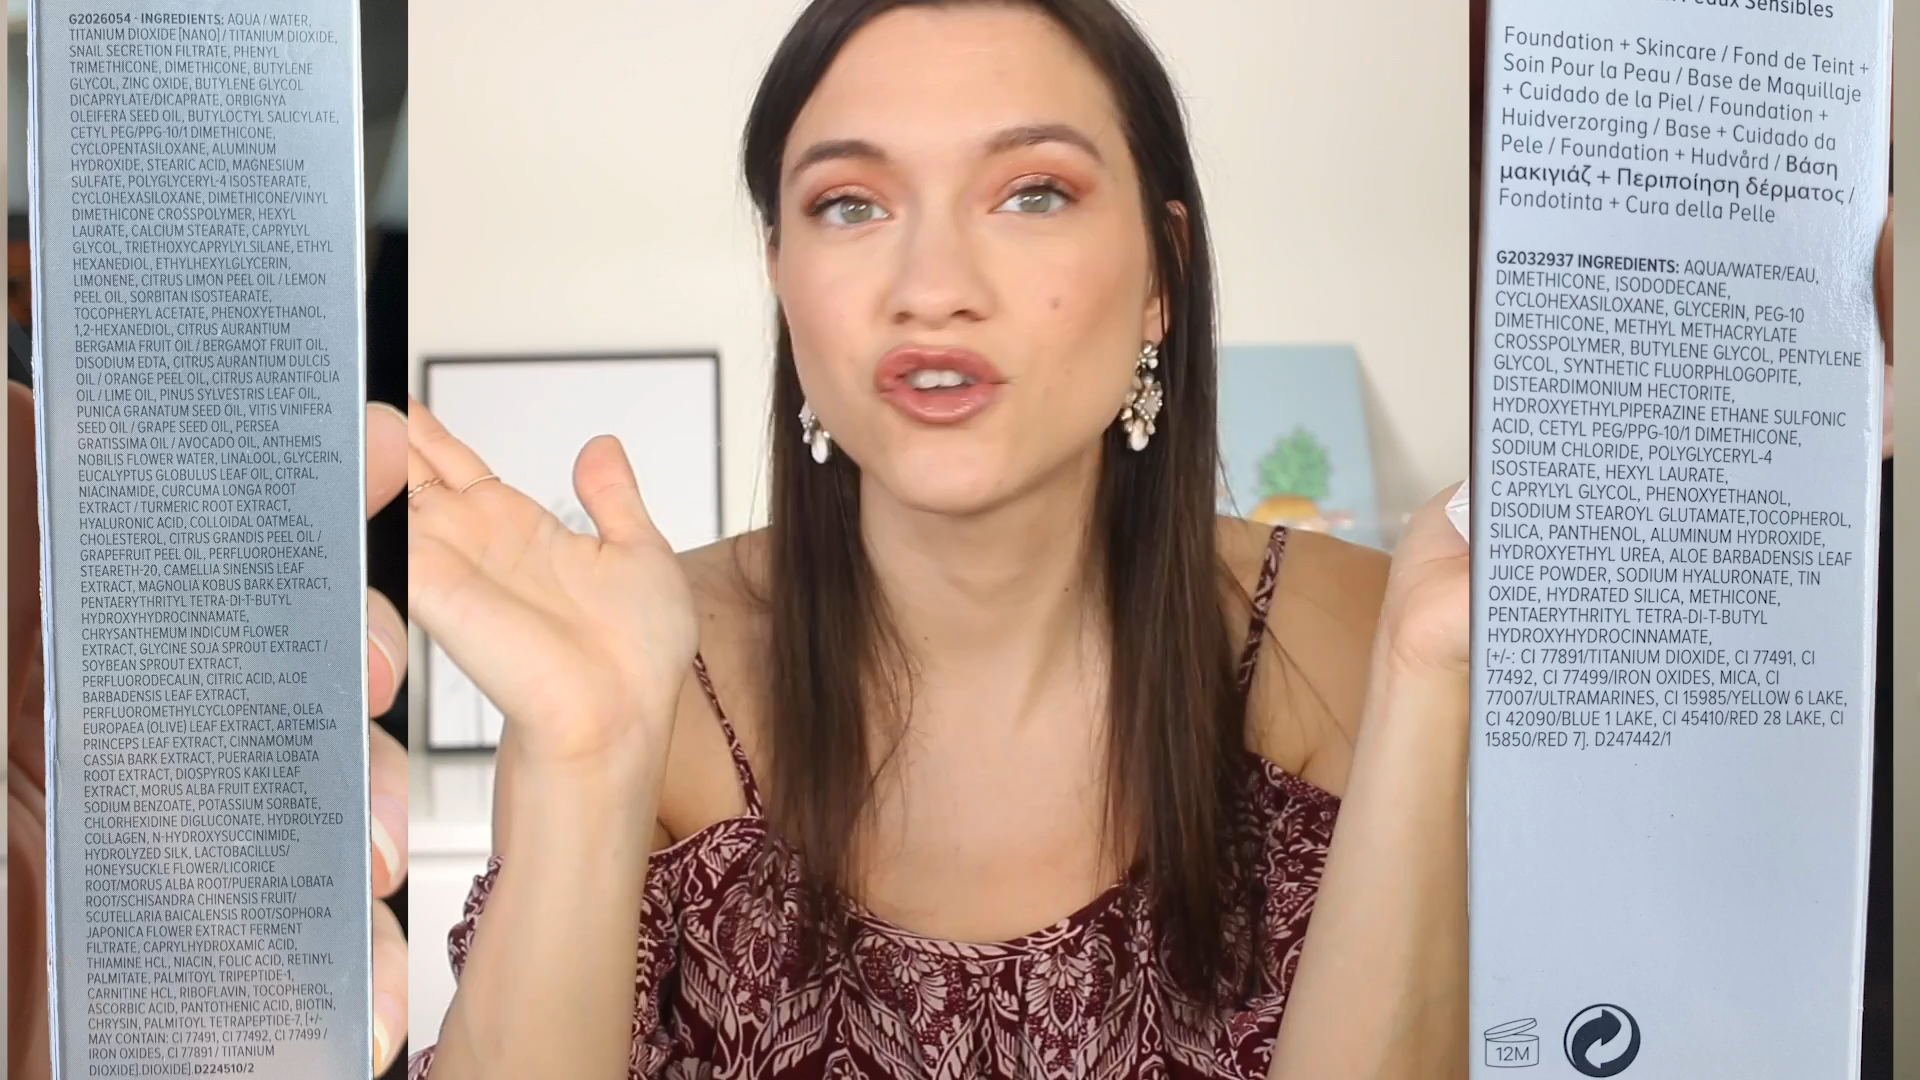 G2026054 - INGREDIENTS: AQUA / WATER,
TITANIUM DIOXIDE [NANO] / TITANIUM DIOXIDE,
SNAIL SECRETION FILTRATE, PHENYL
TRIMETHICONE, DIMETHICONE, BUTYLENE
GLYCOL, ZINC OXIDE, BUTYLENE GLYCOL
DICAPRYLATE/DICAPRATE, ORBIGNYA
OLEIFERA SEED OIL, BUTYLOCTYL SALICYLATE,
CETYL PEG/PPG-10/1 DIMETHICONE,
CYCLOPENTASILOXANE, ALUMINUM
HYDROXIDE, STEARIC ACID, MAGNESIUM
SULFATE, POLYGLYCERYL-4 ISOSTEARATE,
CYCLOHEXASILOXANE, DIMETHICONE/VINYL
DIMETHICONE CROSSPOLYMER, HEXYL
LAURATE, CALCIUM STEARATE, CAPRYLYL
GLYCOL, TRIETHOXYCAPRYLYLSILANE, ETHYL
HEXANEDIOL, ETHYLHEXYLGLYCERIN,
LIMONENE, CITRUS LIMON PEEL OIL / LEMON
PEEL OIL, SORBITAN ISOSTEARATE,
TOCOPHERYL ACETATE, PHENOXYETHANOL,
1,2-HEXANEDIOL, CITRUS AURANTIUM
BERGAMIA FRUIT OIL / BERGAMOT FRUIT OIL,
DISODIUM EDTA, CITRUS AURANTIUM DULCIS
OIL / ORANGE PEEL OIL, CITRUS AURANTIFOLIA
OIL / LIME OIL, PINUS SYLVESTRIS LEAF OIL,
PUNICA GRANATUM SEED OIL, VITIS VINIFERA
SEED OIL / GRAPE SEED OIL, PERSEA
GRATISSIMA OIL / AVOCADO OIL, ANTHEMIS
NOBILIS FLOWER WATER, LINALOOL, GLYCERIN,
EUCALYPTUS GLOBULUS LEAF OIL, CITRAL,
NIACINAMIDE, CURCUMA LONGA ROOT
EXTRACT / TURMERIC ROOT EXTRACT,
HYALURONIC ACID, COLLOIDAL OATMEAL,
CHOLESTEROL, CITRUS GRANDIS PEEL OIL /
GRAPEFRUIT PEEL OIL, PERFLUOROHEXANE,
STEARETH-20, CAMELLIA SINENSIS LEAF
EXTRACT, MAGNOLIA KOBUS BARK EXTRACT,
PENTAERYTHRITYL TETRA-DI-T-BUTYL
HYDROXYHYDROCINNAMATE,
CHRYSANTHEMUM INDICUM FLOWER
EXTRACT, GLYCINE SOJA SPROUT EXTRACT /
SOYBEAN SPROUT EXTRACT,
PERFLUORODECALIN, CITRIC ACID, ALOE
BARBADENSIS LEAF EXTRACT,
PERFLUOROMETHYLCYCLOPENTANE, OLEA
EUROPAEA (OLIVE) LEAF EXTRACT, ARTEMISIA
PRINCEPS LEAF EXTRACT, CINNAMOMUM
CASSIA BARK EXTRACT, PUERARIA LOBATA
ROOT EXTRACT, DIOSPYROS KAKI LEAF
EXTRACT, MORUS ALBA FRUIT EXTRACT,
SODIUM BENZOATE, POTASSIUM SORBATE,
CHLORHEXIDINE DIGLUCONATE, HYDROLYZED
COLLAGEN, N-HYDROXYSUCCINIMIDE,
HYDROLYZED SILK, LACTOBACILLUS/
HONEYSUCKLE FLOWER/LICORICE
ROOT/MORUS ALBA ROOT/PUERARIA LOBATA
ROOT/SCHISANDRA CHINENSIS FRUIT/
SCUTELLARIA BAICALENSIS ROOT/SOPHORA
JAPONICA FLOWER EXTRACT FERMENT
FILTRATE, CAPRYLHYDROXAMIC ACID,
THIAMINE HCL, NIACIN, FOLIC ACID, RETINYL
PALMITATE, PALMITOYL TRIPEPTIDE-1,
CARNITINE HCL, RIBOFLAVIN, TOCOPHEROL,
ASCORBIC ACID, PANTOTHENIC ACID, BIOTIN,
CHRYSIN, PALMITOYL TETRAPEPTIDE-7, [+/-
MAY CONTAIN: CI 77491, CI 77492, CI 77499 /
IRON OXIDES, CI 77891 / TITANIUM
DIOXIDE].DIOXIDE].D224510/2
Peaux Sensibles
Foundation + Skincare / Fond de Teint +
Soin Pour la Peau / Base de Maquillaje
+ Cuidado de la Piel / Foundation +
Huidverzorging / Base + Cuidado da
Pele / Foundation + Hudvård / Βάση
μακιγιάζ + Περιποίηση δέρματος /
Fondotinta + Cura della Pelle
G2032937 INGREDIENTS: AQUA/WATER/EAU,
DIMETHICONE, ISODODECANE,
CYCLOHEXASILOXANE, GLYCERIN, PEG-10
DIMETHICONE, METHYL METHACRYLATE
CROSSPOLYMER, BUTYLENE GLYCOL, PENTYLENE
GLYCOL, SYNTHETIC FLUORPHLOGOPITE,
DISTEARDIMONIUM HECTORITE,
HYDROXYETHYLPIPERAZINE ETHANE SULFONIC
ACID, CETYL PEG/PPG-10/1 DIMETHICONE,
SODIUM CHLORIDE, POLYGLYCERYL-4
ISOSTEARATE, HEXYL LAURATE,
C APRYLYL GLYCOL, PHENOXYETHANOL,
DISODIUM STEAROYL GLUTAMATE,TOCOPHEROL,
SILICA, PANTHENOL, ALUMINUM HYDROXIDE,
HYDROXYETHYL UREA, ALOE BARBADENSIS LEAF
JUICE POWDER, SODIUM HYALURONATE, TIN
OXIDE, HYDRATED SILICA, METHICONE,
PENTAERYTHRITYL TETRA-DI-T-BUTYL
HYDROXYHYDROCINNAMATE,
[+/-: CI 77891/TITANIUM DIOXIDE, CI 77491, CI
77492, CI 77499/IRON OXIDES, MICA, CI
77007/ULTRAMARINES, CI 15985/YELLOW 6 LAKE,
CI 42090/BLUE 1 LAKE, CI 45410/RED 28 LAKE, CI
15850/RED 7]. D247442/1
12M